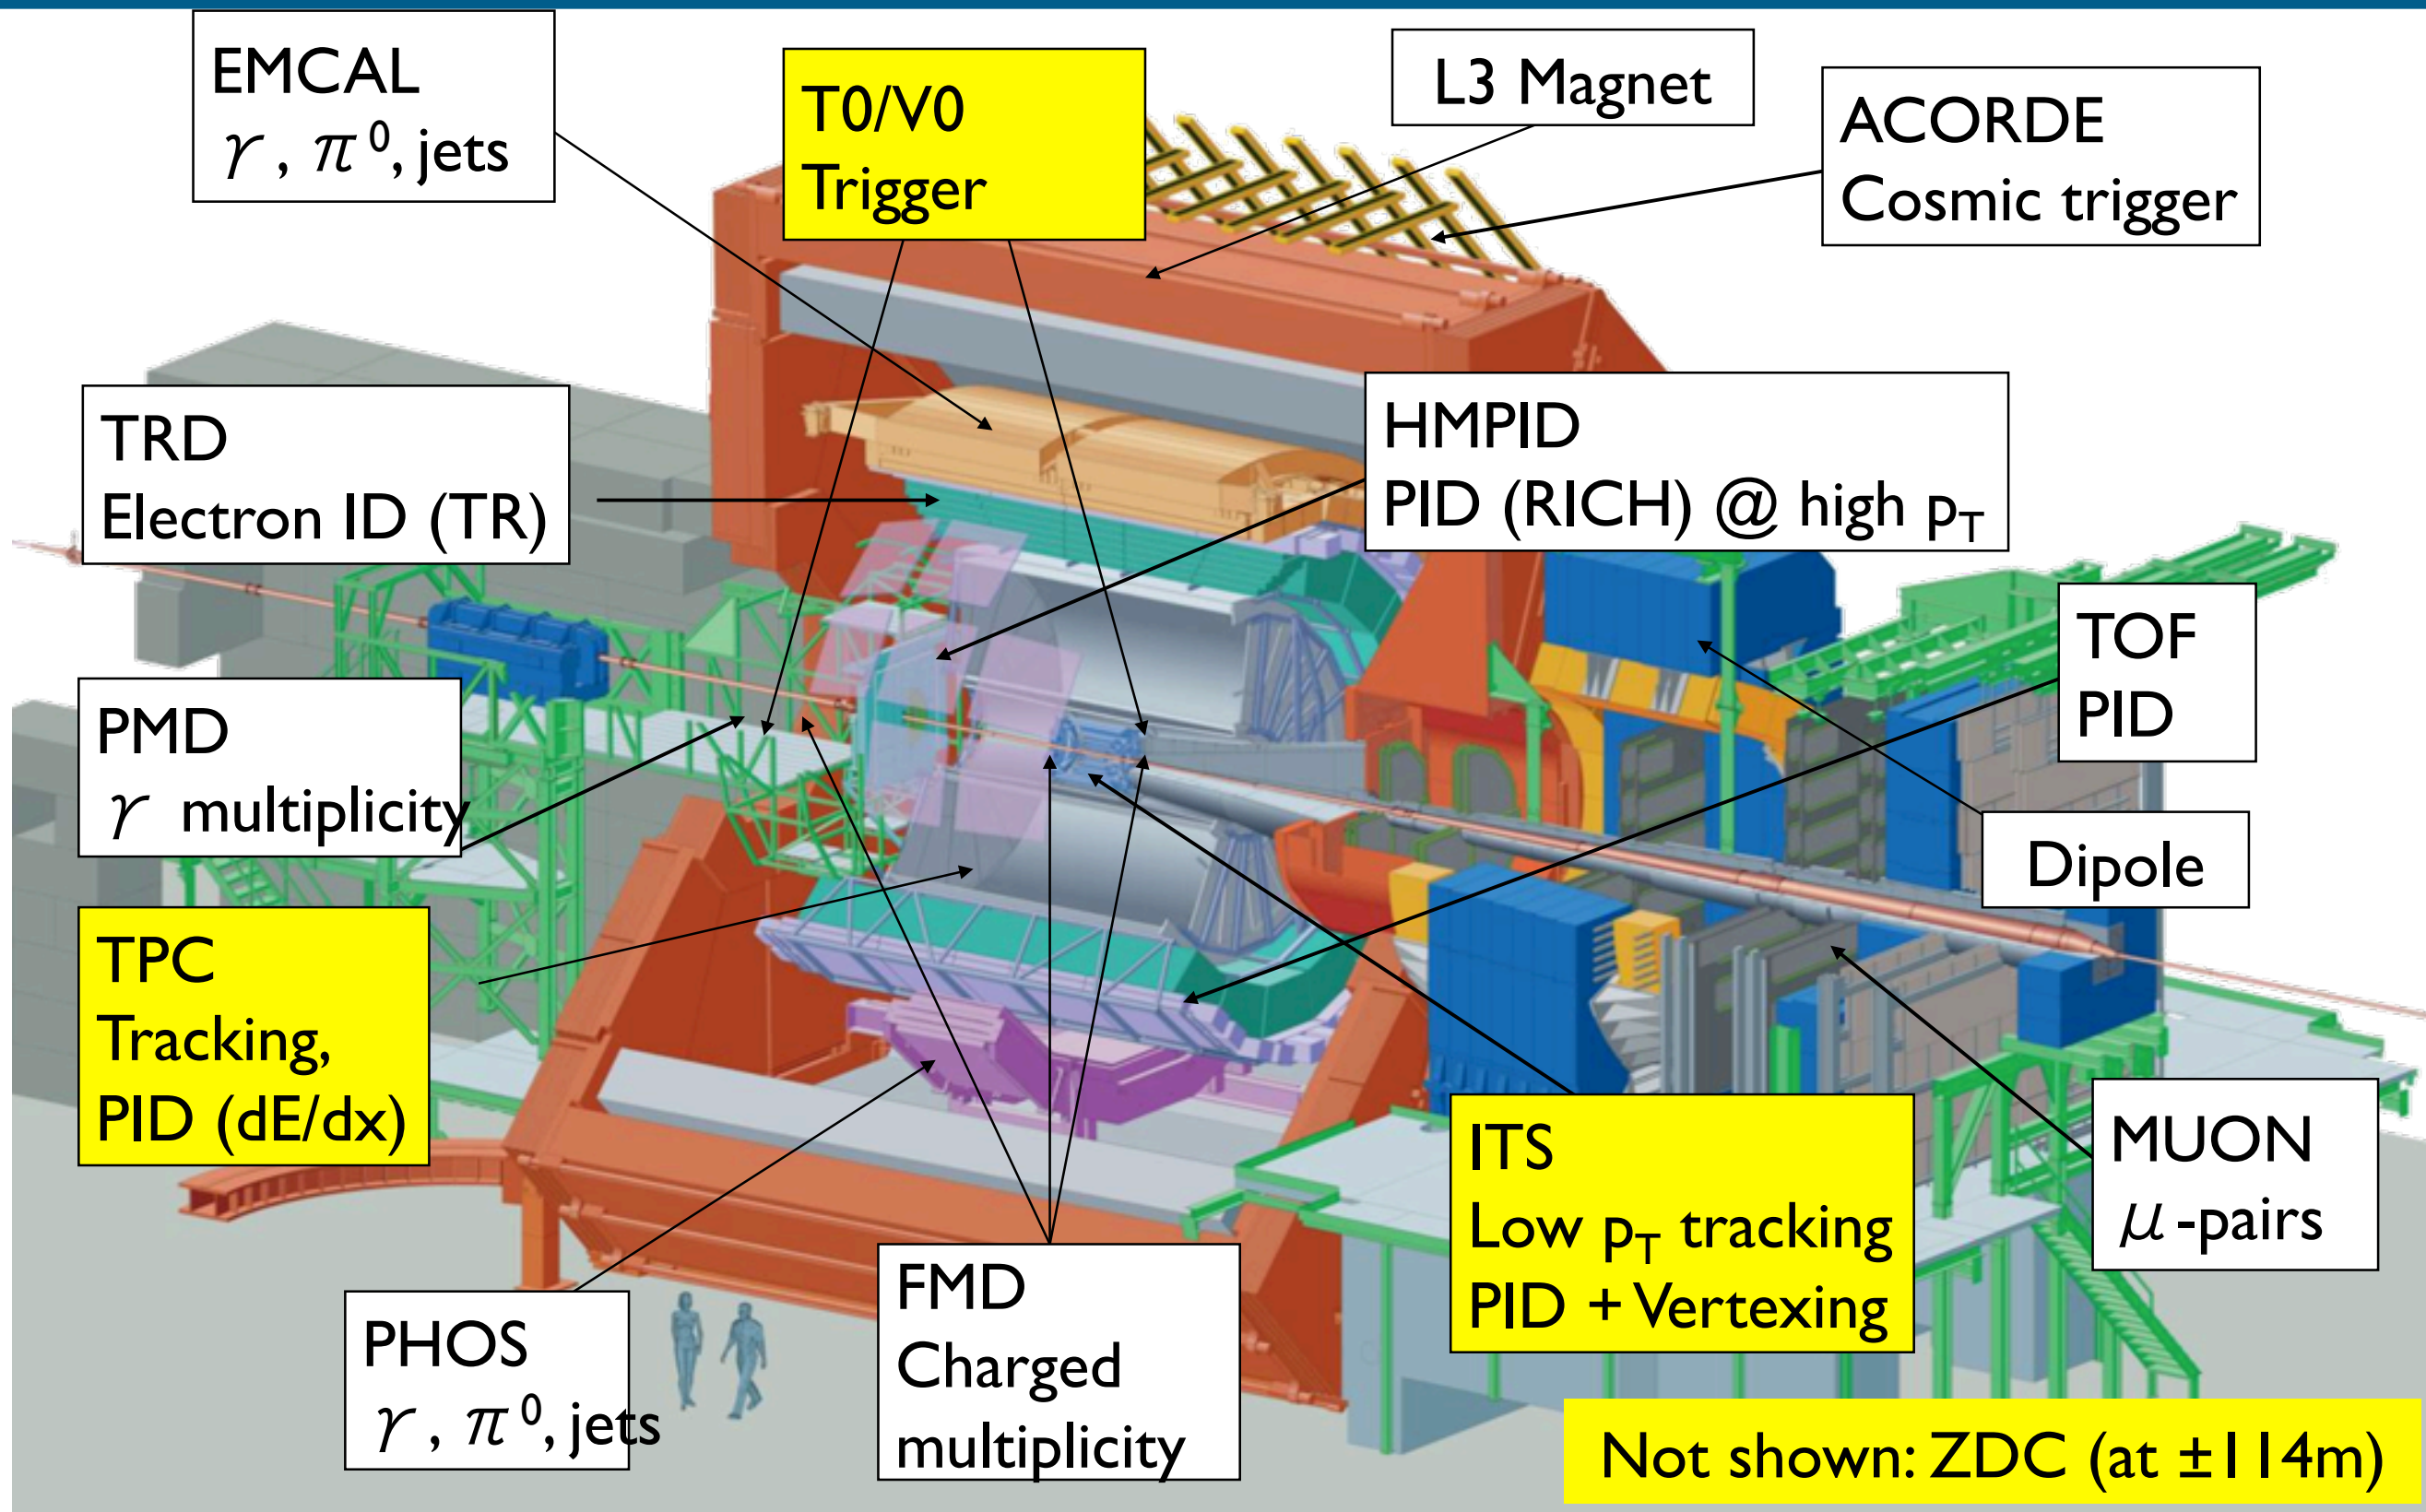 EMCAL
γ, π⁰, jets
T0/V0
Trigger
L3 Magnet
ACORDE
Cosmic trigger
TRD
Electron ID (TR)
HMPID
PID (RICH) @ high pT
TOF
PID
PMD
γ multiplicity
Dipole
TPC
Tracking,
PID (dE/dx)
ITS
Low pT tracking
PID + Vertexing
MUON
μ-pairs
PHOS
γ, π⁰, jets
FMD
Charged
multiplicity
Not shown: ZDC (at ±114m)